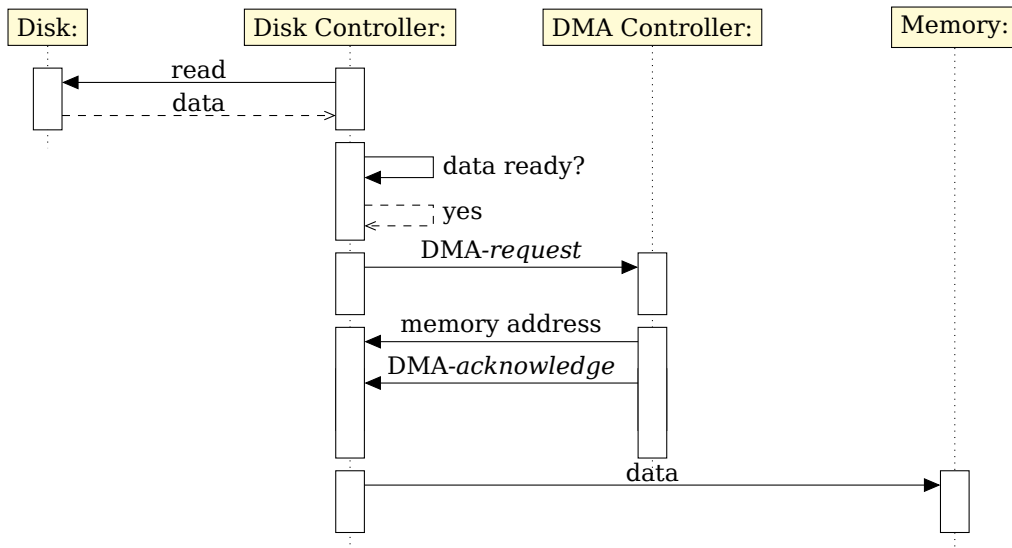 Disk:
Disk Controller:
DMA Controller:
Memory:
read
data
data ready?
yes
DMA-request
memory address
DMA-acknowledge
data